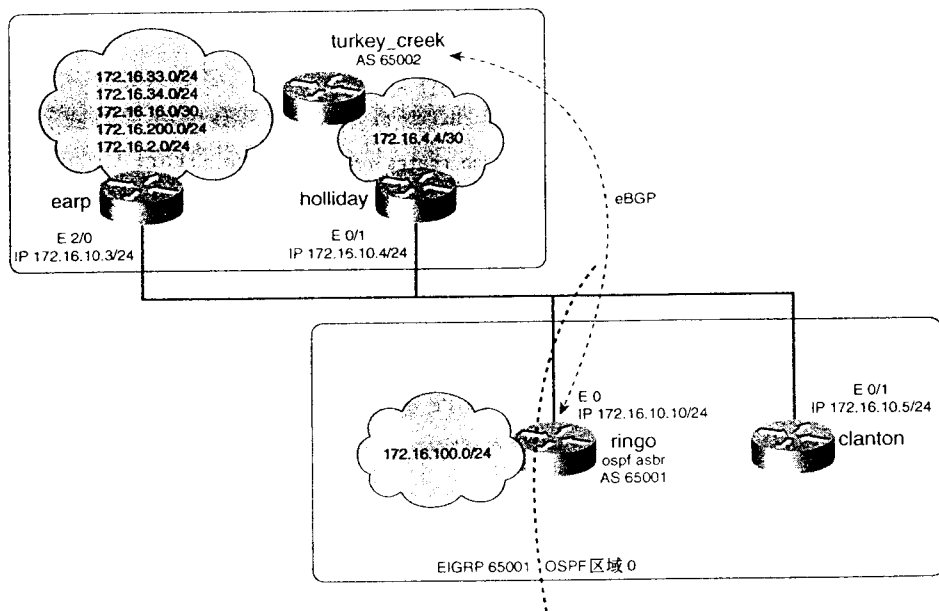 turkey_creek
AS 65002
172.16.33.0/24
172.16.34.0/24
172.16.16.0/30
172.16.200.0/24
172.16.2.0/24
172.16.4.4/30
earp
holliday
eBGP
E 2/0
IP 172.16.10.3/24
E 0/1
IP 172.16.10.4/24
E 0
IP 172.16.10.10/24
E 0/1
IP 172.16.10.5/24
172.16.100.0/24
ringo
ospf asbr
AS 65001
clanton
EIGRP 65001 OSPF 区域 0